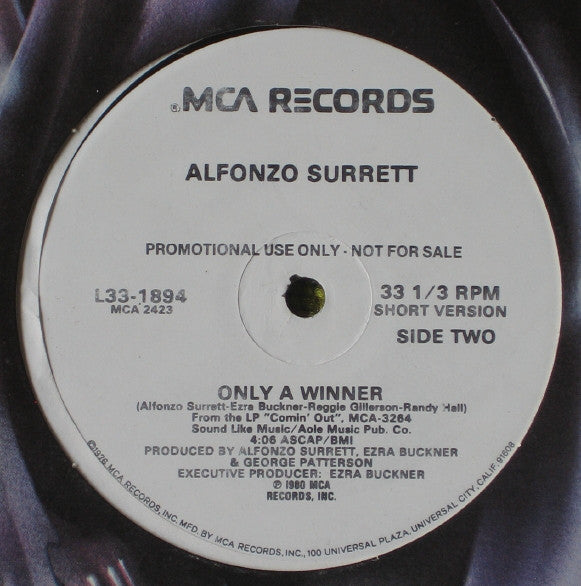 ®MCA RECORDS
ALFONZO SURRETT
PROMOTIONAL USE ONLY - NOT FOR SALE
L33-1894
MCA 2423
33 1/3 RPM
SHORT VERSION
SIDE TWO
ONLY A WINNER
(Alfonzo Surrett-Ezra Buckner-Reggie Gillerson-Randy Hall)
From the LP "Comin' Out", MCA-3264
Sound Like Music/Aole Music Pub. Co.
4:06 ASCAP/BMI
PRODUCED BY ALFONZO SURRETT, EZRA BUCKNER
& GEORGE PATTERSON
EXECUTIVE PRODUCER: EZRA BUCKNER
℗ 1980 MCA
RECORDS, INC.
©1978 MCA RECORDS, INC. MFD. BY MCA RECORDS, INC., 100 UNIVERSAL PLAZA, UNIVERSAL CITY, CALIF. 91608